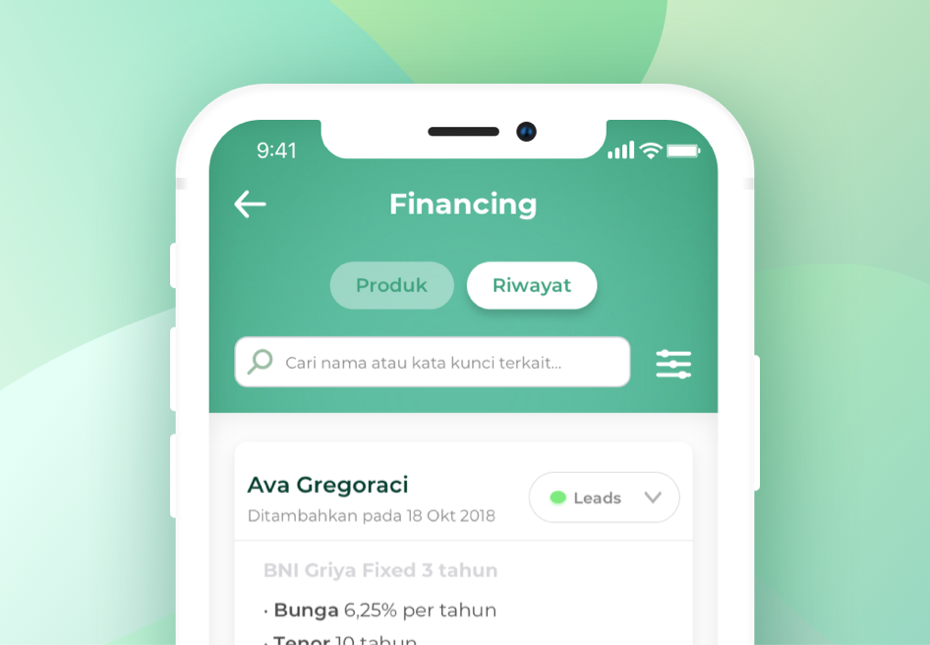 9:41
Financing
Produk
Riwayat
Cari nama atau kata kunci terkait...
Ava Gregoraci
Leads
Ditambahkan pada 18 Okt 2018
BNI Griya Fixed 3 tahun
· Bunga 6,25% per tahun
· Tenor 10 tahun